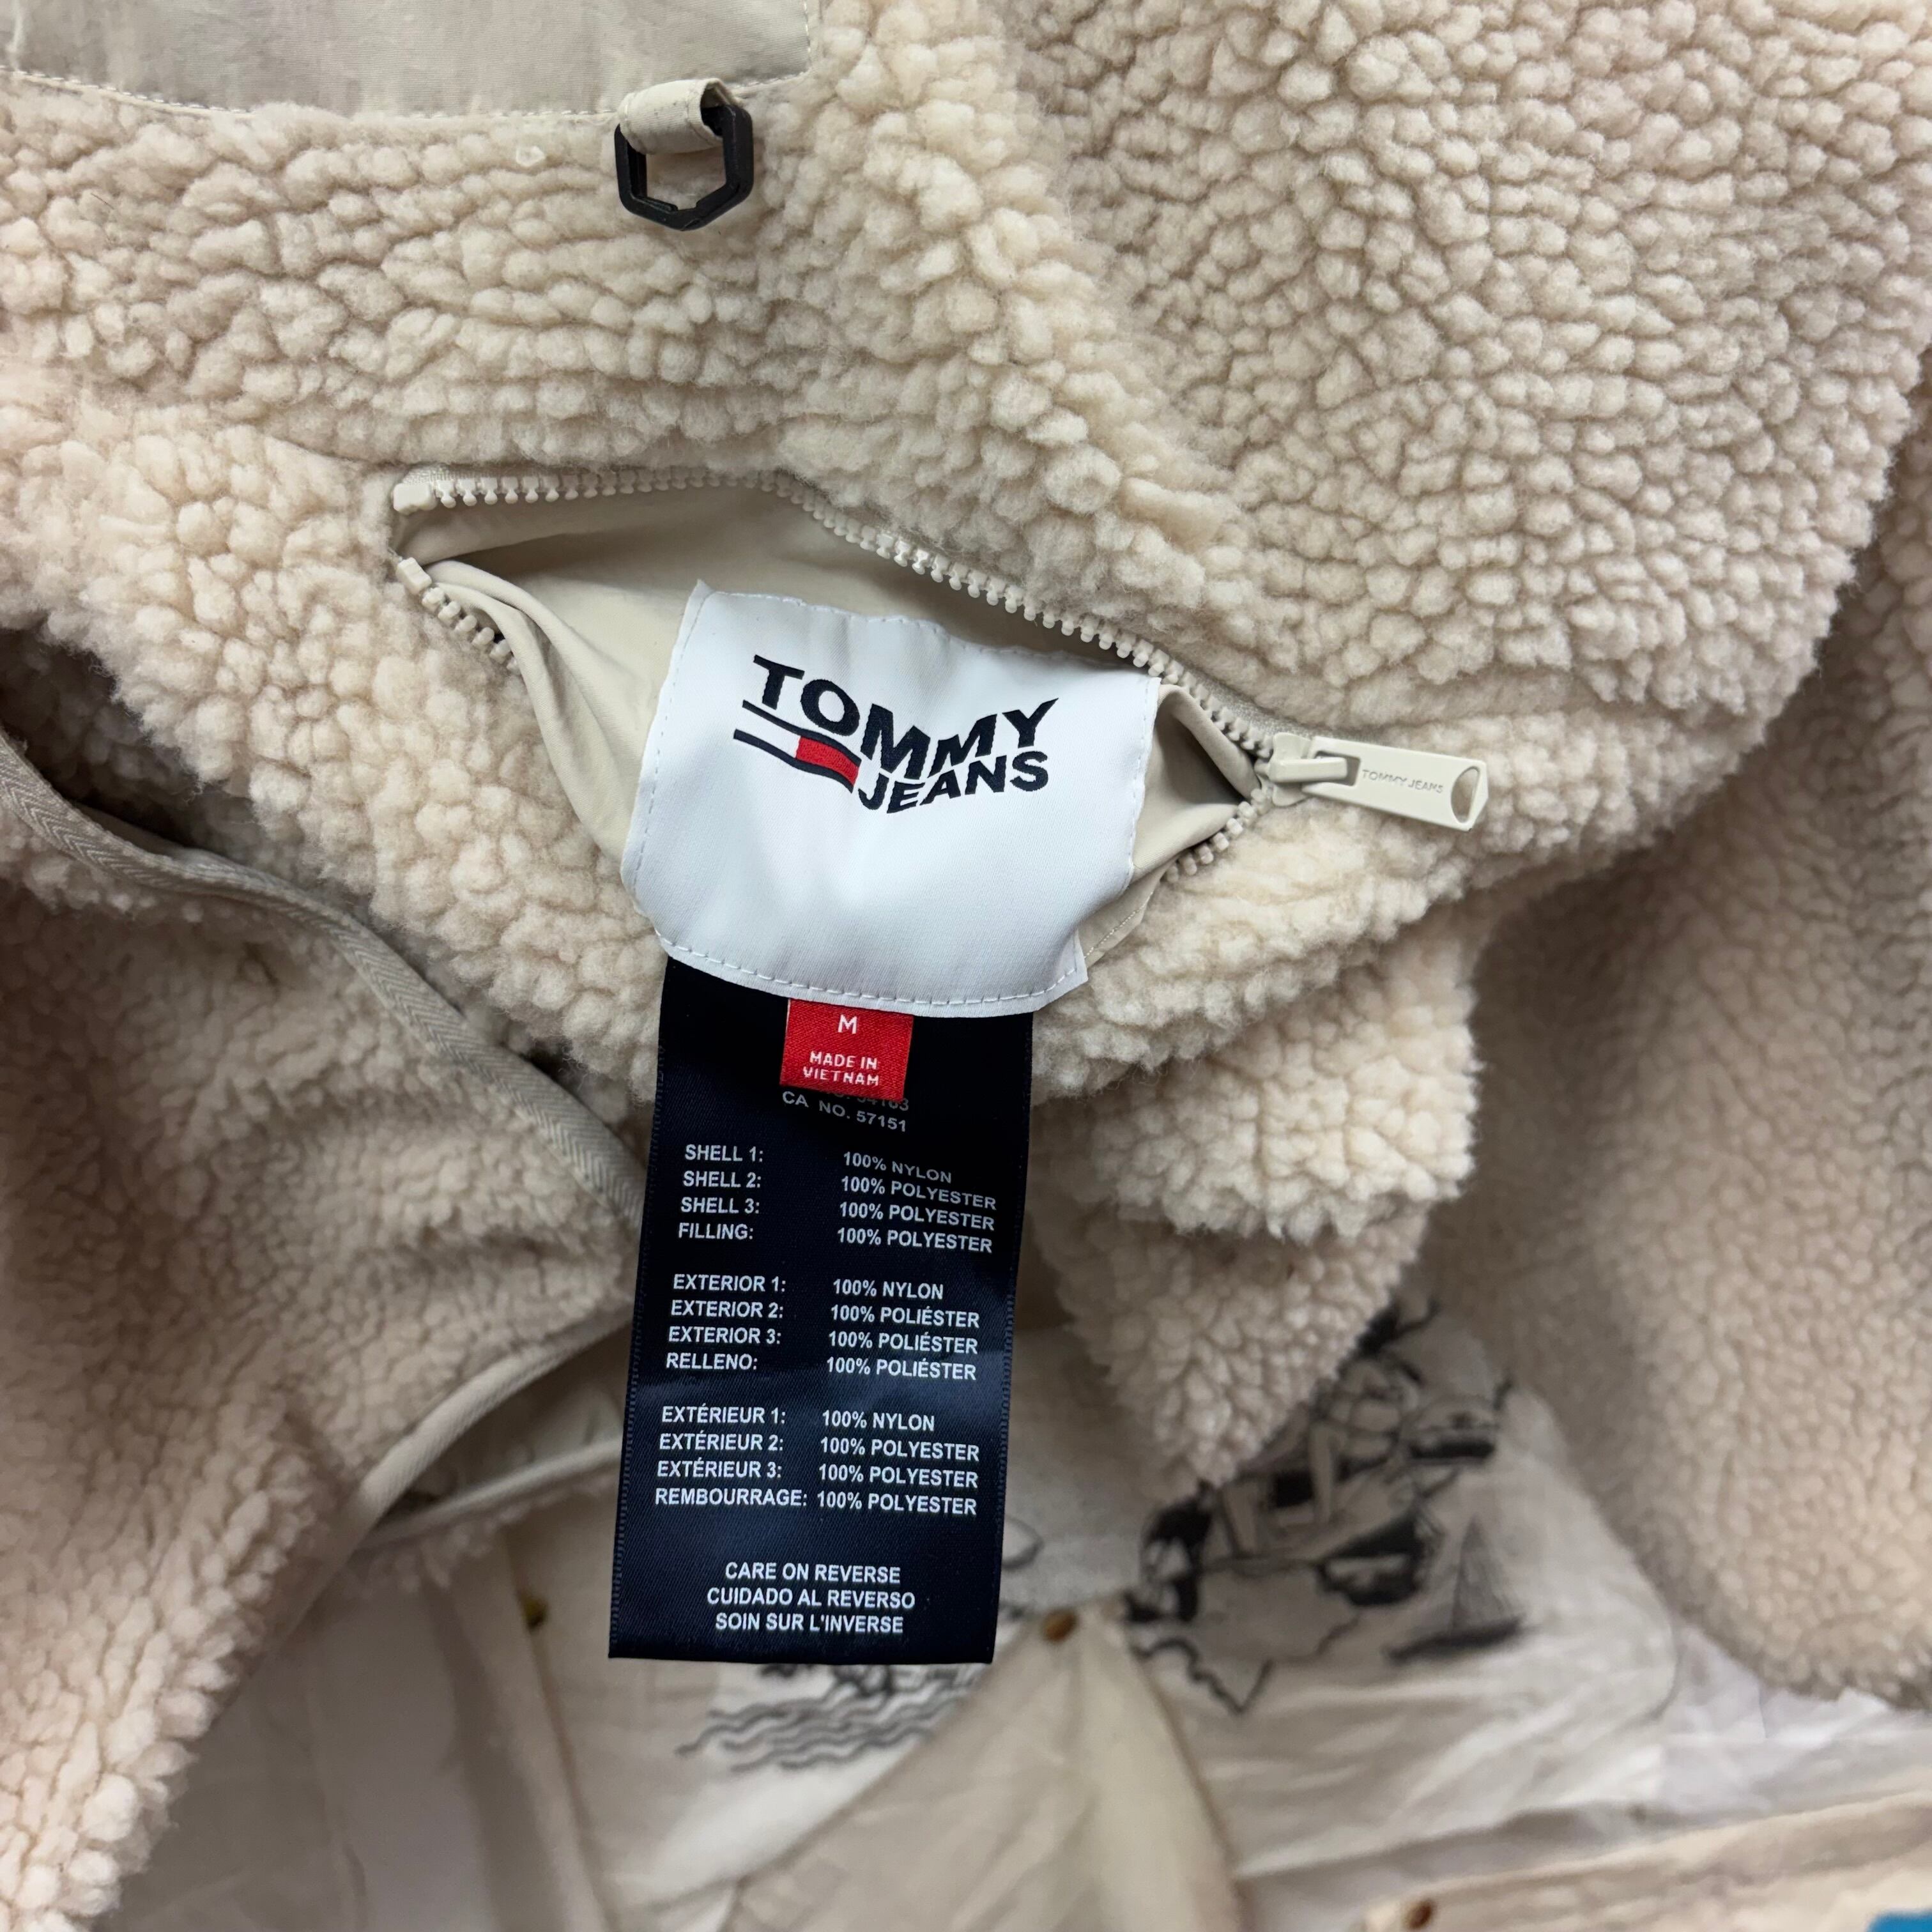 TOMMY
JEANS
TOMMY JEANS
M
MADE IN
VIETNAM
CA NO. 57151
SHELL 1: 100% NYLON
SHELL 2: 100% POLYESTER
SHELL 3: 100% POLYESTER
FILLING: 100% POLYESTER
EXTERIOR 1: 100% NYLON
EXTERIOR 2: 100% POLIÉSTER
EXTERIOR 3: 100% POLIÉSTER
RELLENO: 100% POLIÉSTER
EXTÉRIEUR 1: 100% NYLON
EXTÉRIEUR 2: 100% POLYESTER
EXTÉRIEUR 3: 100% POLYESTER
REMBOURRAGE: 100% POLYESTER
CARE ON REVERSE
CUIDADO AL REVERSO
SOIN SUR L'INVERSE